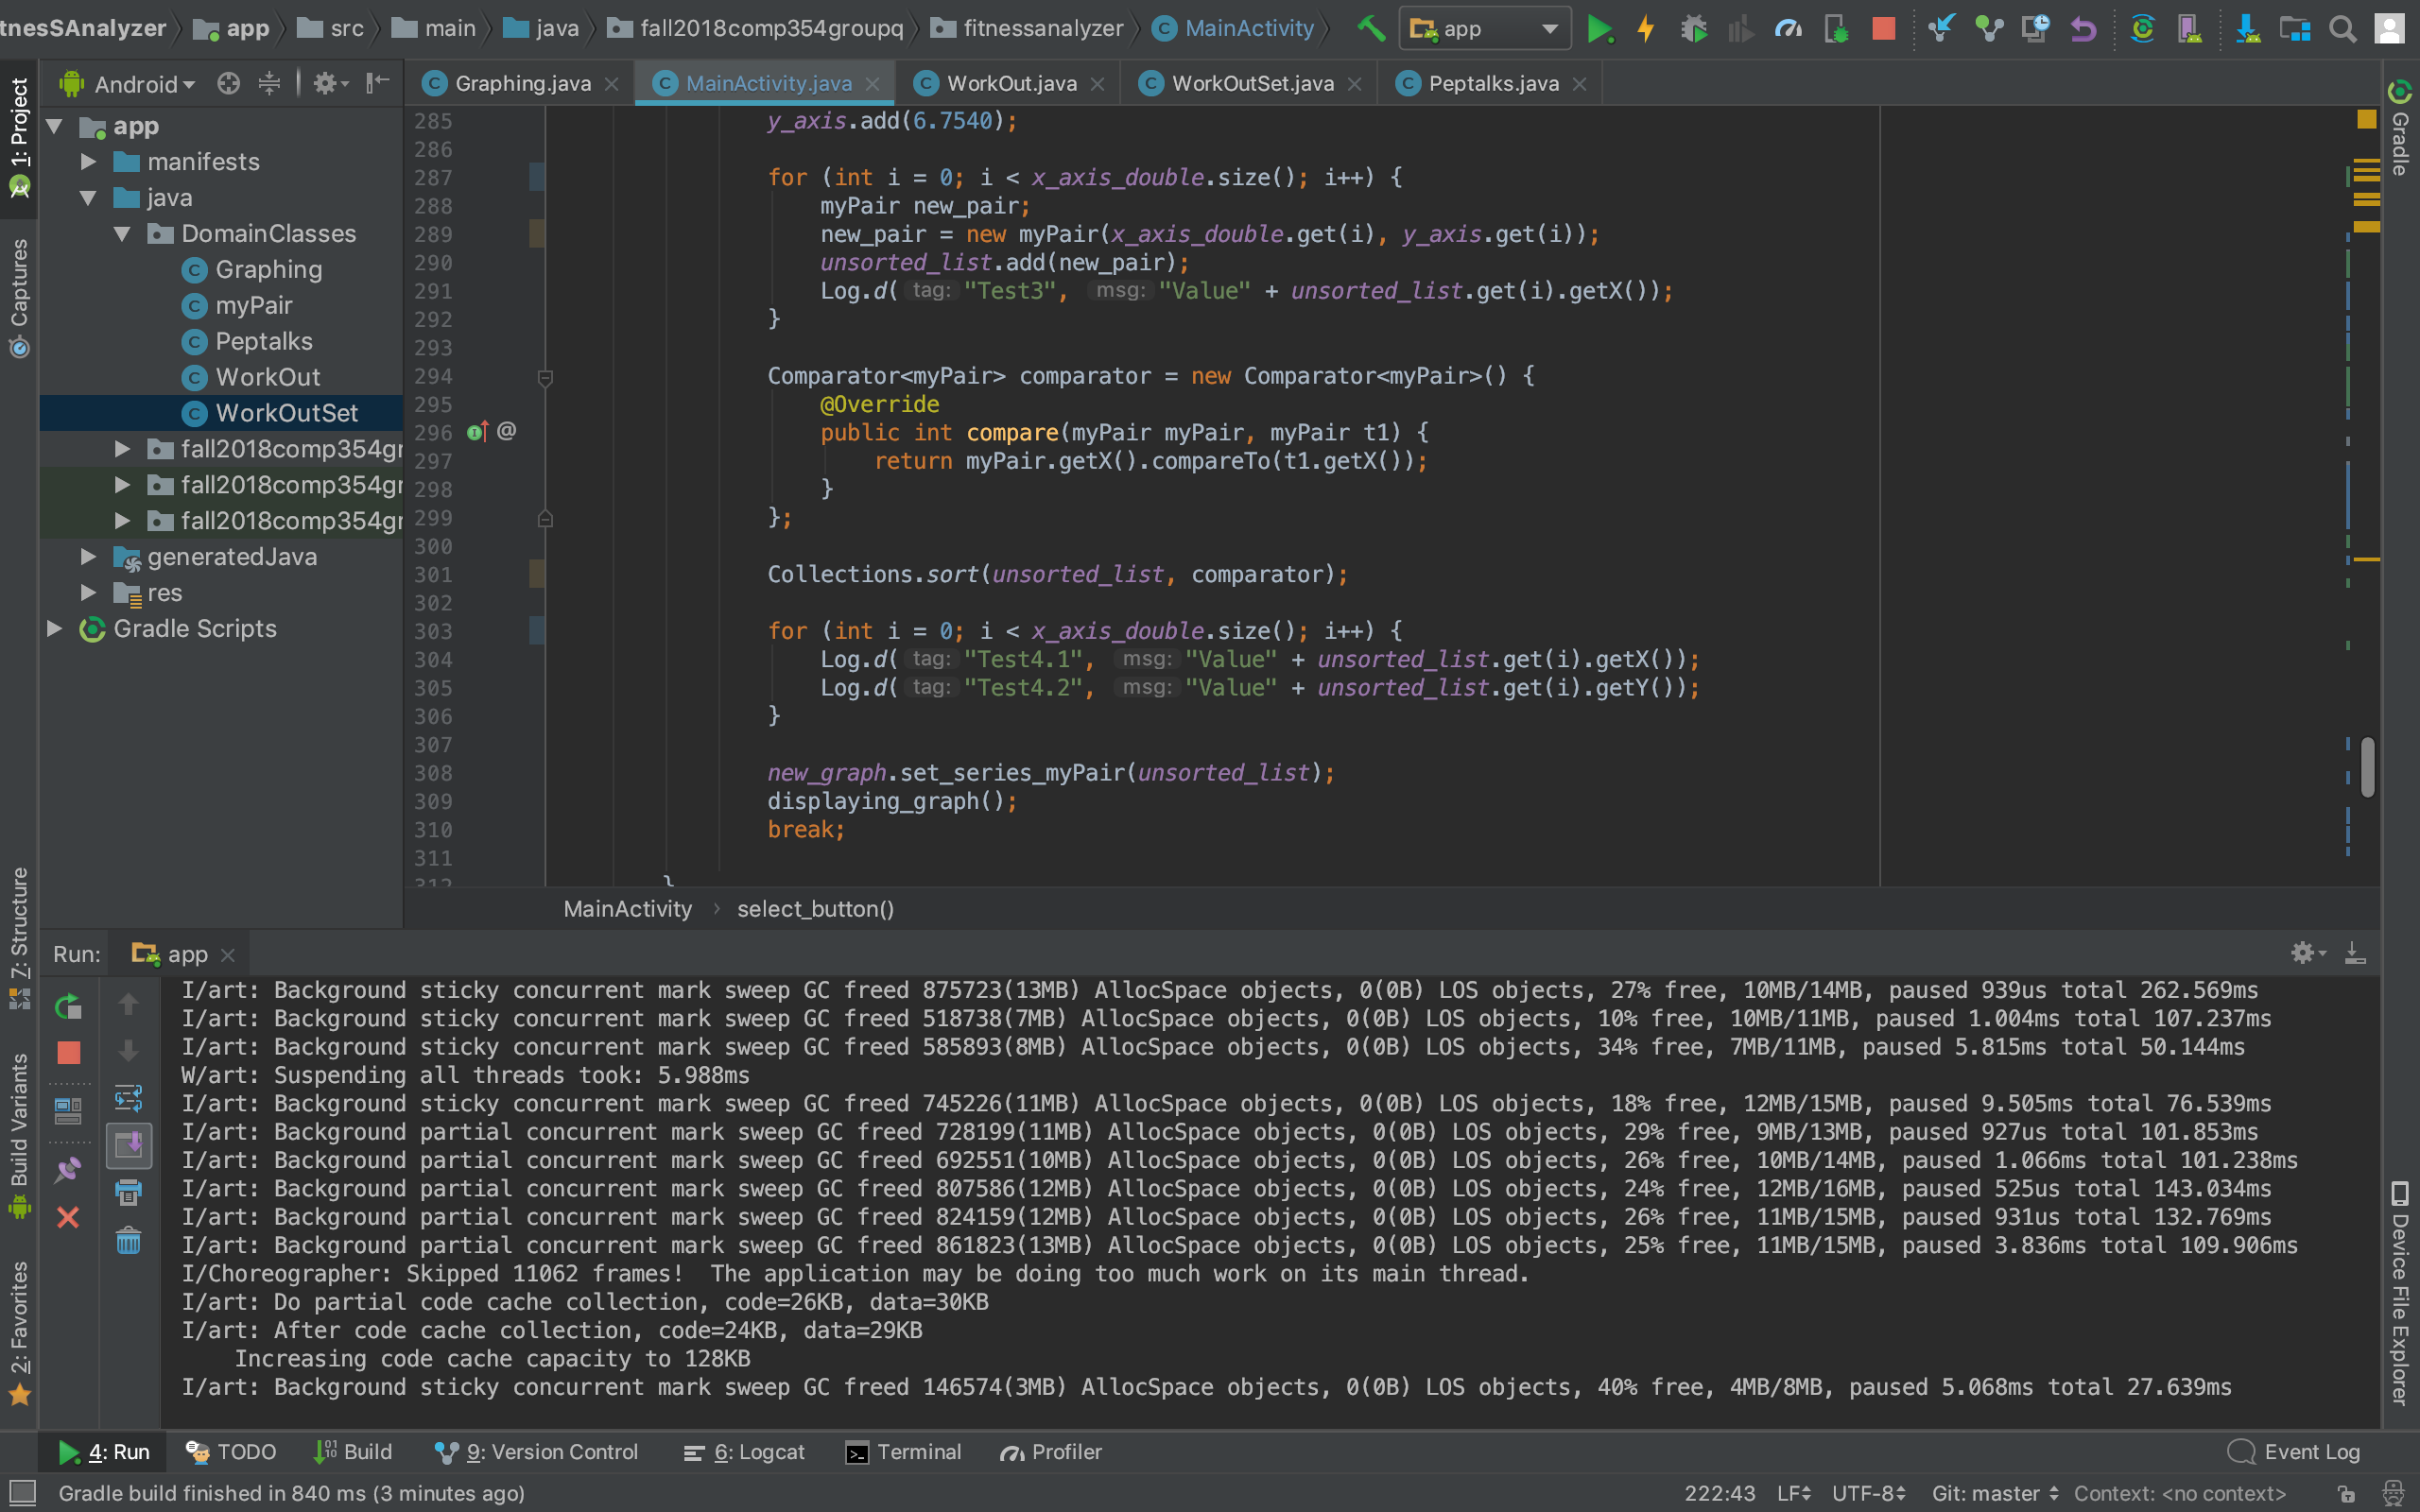 tnesSAnalyzer app src main java fall2018comp354groupq fitnessanalyzer MainActivity app
1: Project
Captures
7: Structure
Build Variants
2: Favorites
Gradle
Device File Explorer
Android
app
manifests
java
DomainClasses
Graphing
myPair
Peptalks
WorkOut
WorkOutSet
fall2018comp354gr
fall2018comp354gr
fall2018comp354gr
generatedJava
res
Gradle Scripts
Graphing.java MainActivity.java WorkOut.java WorkOutSet.java Peptalks.java
285 y_axis.add(6.7540);
286
287 for (int i = 0; i < x_axis_double.size(); i++) {
288 myPair new_pair;
289 new_pair = new myPair(x_axis_double.get(i), y_axis.get(i));
290 unsorted_list.add(new_pair);
291 Log.d( tag: "Test3", msg: "Value" + unsorted_list.get(i).getX());
292 }
293
294 Comparator<myPair> comparator = new Comparator<myPair>() {
295 @Override
296 public int compare(myPair myPair, myPair t1) {
297 return myPair.getX().compareTo(t1.getX());
298 }
299 };
300
301 Collections.sort(unsorted_list, comparator);
302
303 for (int i = 0; i < x_axis_double.size(); i++) {
304 Log.d( tag: "Test4.1", msg: "Value" + unsorted_list.get(i).getX());
305 Log.d( tag: "Test4.2", msg: "Value" + unsorted_list.get(i).getY());
306 }
307
308 new_graph.set_series_myPair(unsorted_list);
309 displaying_graph();
310 break;
311
312 }
MainActivity > select_button()
Run: app
I/art: Background sticky concurrent mark sweep GC freed 875723(13MB) AllocSpace objects, 0(0B) LOS objects, 27% free, 10MB/14MB, paused 939us total 262.569ms
I/art: Background sticky concurrent mark sweep GC freed 518738(7MB) AllocSpace objects, 0(0B) LOS objects, 10% free, 10MB/11MB, paused 1.004ms total 107.237ms
I/art: Background sticky concurrent mark sweep GC freed 585893(8MB) AllocSpace objects, 0(0B) LOS objects, 34% free, 7MB/11MB, paused 5.815ms total 50.144ms
W/art: Suspending all threads took: 5.988ms
I/art: Background sticky concurrent mark sweep GC freed 745226(11MB) AllocSpace objects, 0(0B) LOS objects, 18% free, 12MB/15MB, paused 9.505ms total 76.539ms
I/art: Background partial concurrent mark sweep GC freed 728199(11MB) AllocSpace objects, 0(0B) LOS objects, 29% free, 9MB/13MB, paused 927us total 101.853ms
I/art: Background partial concurrent mark sweep GC freed 692551(10MB) AllocSpace objects, 0(0B) LOS objects, 26% free, 10MB/14MB, paused 1.066ms total 101.238ms
I/art: Background partial concurrent mark sweep GC freed 807586(12MB) AllocSpace objects, 0(0B) LOS objects, 24% free, 12MB/16MB, paused 525us total 143.034ms
I/art: Background partial concurrent mark sweep GC freed 824159(12MB) AllocSpace objects, 0(0B) LOS objects, 26% free, 11MB/15MB, paused 931us total 132.769ms
I/art: Background partial concurrent mark sweep GC freed 861823(13MB) AllocSpace objects, 0(0B) LOS objects, 25% free, 11MB/15MB, paused 3.836ms total 109.906ms
I/Choreographer: Skipped 11062 frames!  The application may be doing too much work on its main thread.
I/art: Do partial code cache collection, code=26KB, data=30KB
I/art: After code cache collection, code=24KB, data=29KB
Increasing code cache capacity to 128KB
I/art: Background sticky concurrent mark sweep GC freed 146574(3MB) AllocSpace objects, 0(0B) LOS objects, 40% free, 4MB/8MB, paused 5.068ms total 27.639ms
4: Run TODO Build 9: Version Control 6: Logcat Terminal Profiler Event Log
Gradle build finished in 840 ms (3 minutes ago) 222:43 LF UTF-8 Git: master Context: <no context>